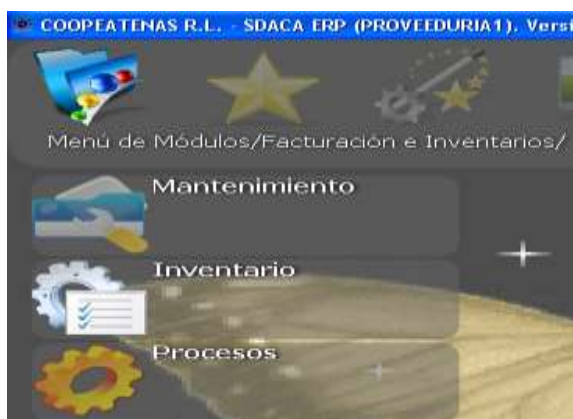 COOPEATENAS R.L. - SDACA ERP (PROVEEDURIA1). Versi
Menú de Módulos/Facturación e Inventarios/
Mantenimiento
Inventario
Procesos